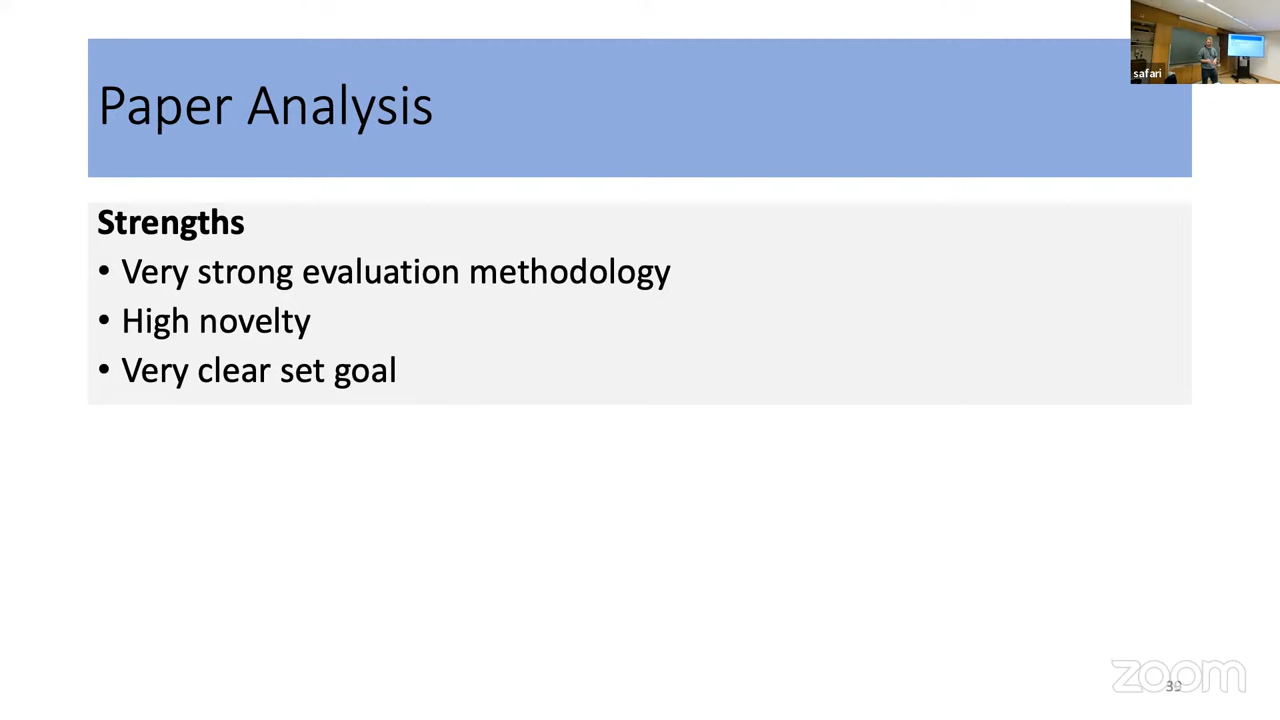 Paper Analysis
safari
Strengths
• Very strong evaluation methodology
• High novelty
• Very clear set goal
zoom
39